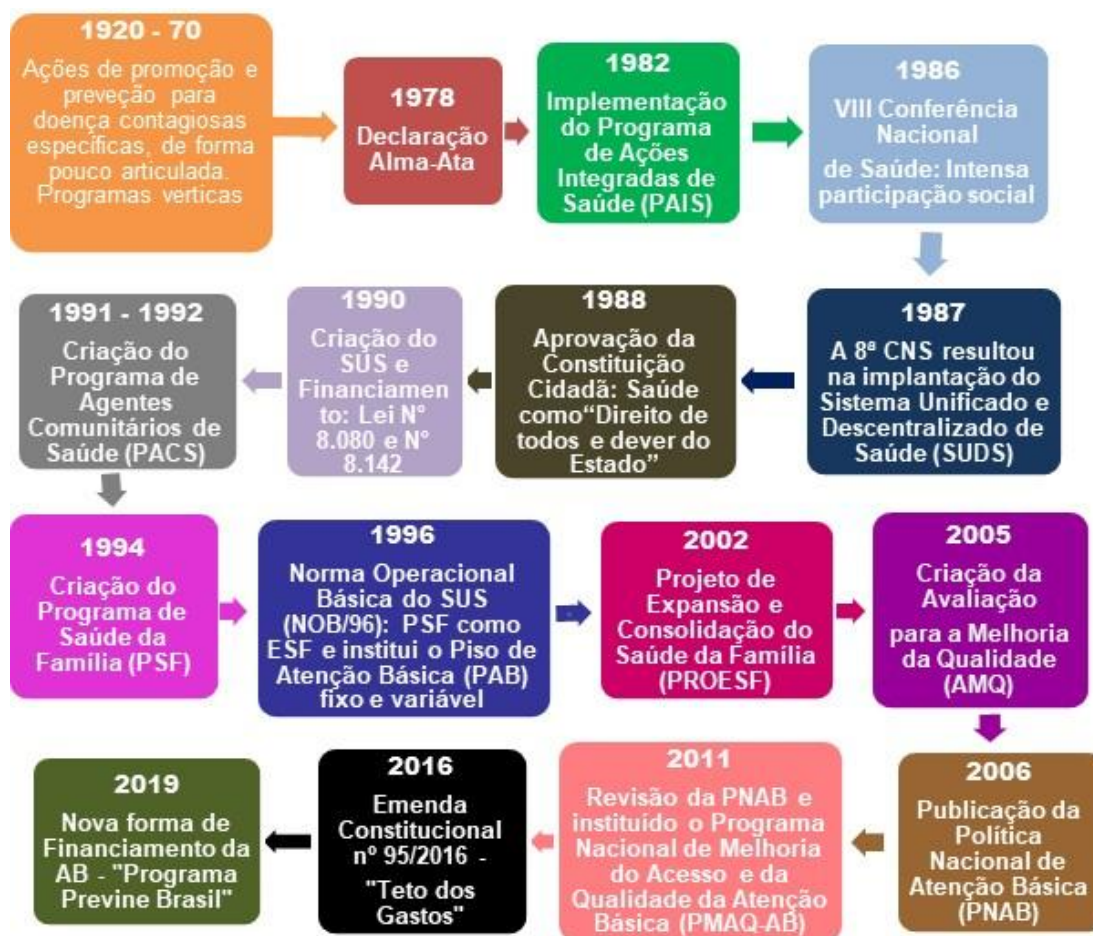 1920 - 70
Ações de promoção e
preveção para
doença contagiosas
específicas, de forma
pouco articulada.
Programas verticas
1978
Declaração
Alma-Ata
1982
Implementação
do Programa
de Ações
Integradas de
Saúde (PAIS)
1986
VIII Conferência
Nacional
de Saúde: Intensa
participação social
1987
A 8ª CNS resultou
na implantação do
Sistema Unificado e
Descentralizado de
Saúde (SUDS)
1988
Aprovação da
Constituição
Cidadã: Saúde
como“Direito de
todos e dever do
Estado”
1990
Criação do
SUS e
Financiamen
to: Lei N°
8.080 e N°
8.142
1991 - 1992
Criação do
Programa de
Agentes
Comunitários de
Saúde (PACS)
1994
Criação do
Programa de
Saúde da
Família (PSF)
1996
Norma Operacional
Básica do SUS
(NOB/96): PSF como
ESF e institui o Piso de
Atenção Básica (PAB)
fixo e variável
2002
Projeto de
Expansão e
Consolidação do
Saúde da Família
(PROESF)
2005
Criação da
Avaliação
para a Melhoria
da Qualidade
(AMQ)
2006
Publicação da
Política
Nacional de
Atenção Básica
(PNAB)
2011
Revisão da PNAB e
instituído o Programa
Nacional de Melhoria
do Acesso e da
Qualidade da Atenção
Básica (PMAQ-AB)
2016
Emenda
Constitucional
nº 95/2016 -
"Teto dos
Gastos"
2019
Nova forma de
Financiamento da
AB - "Programa
Previne Brasil"